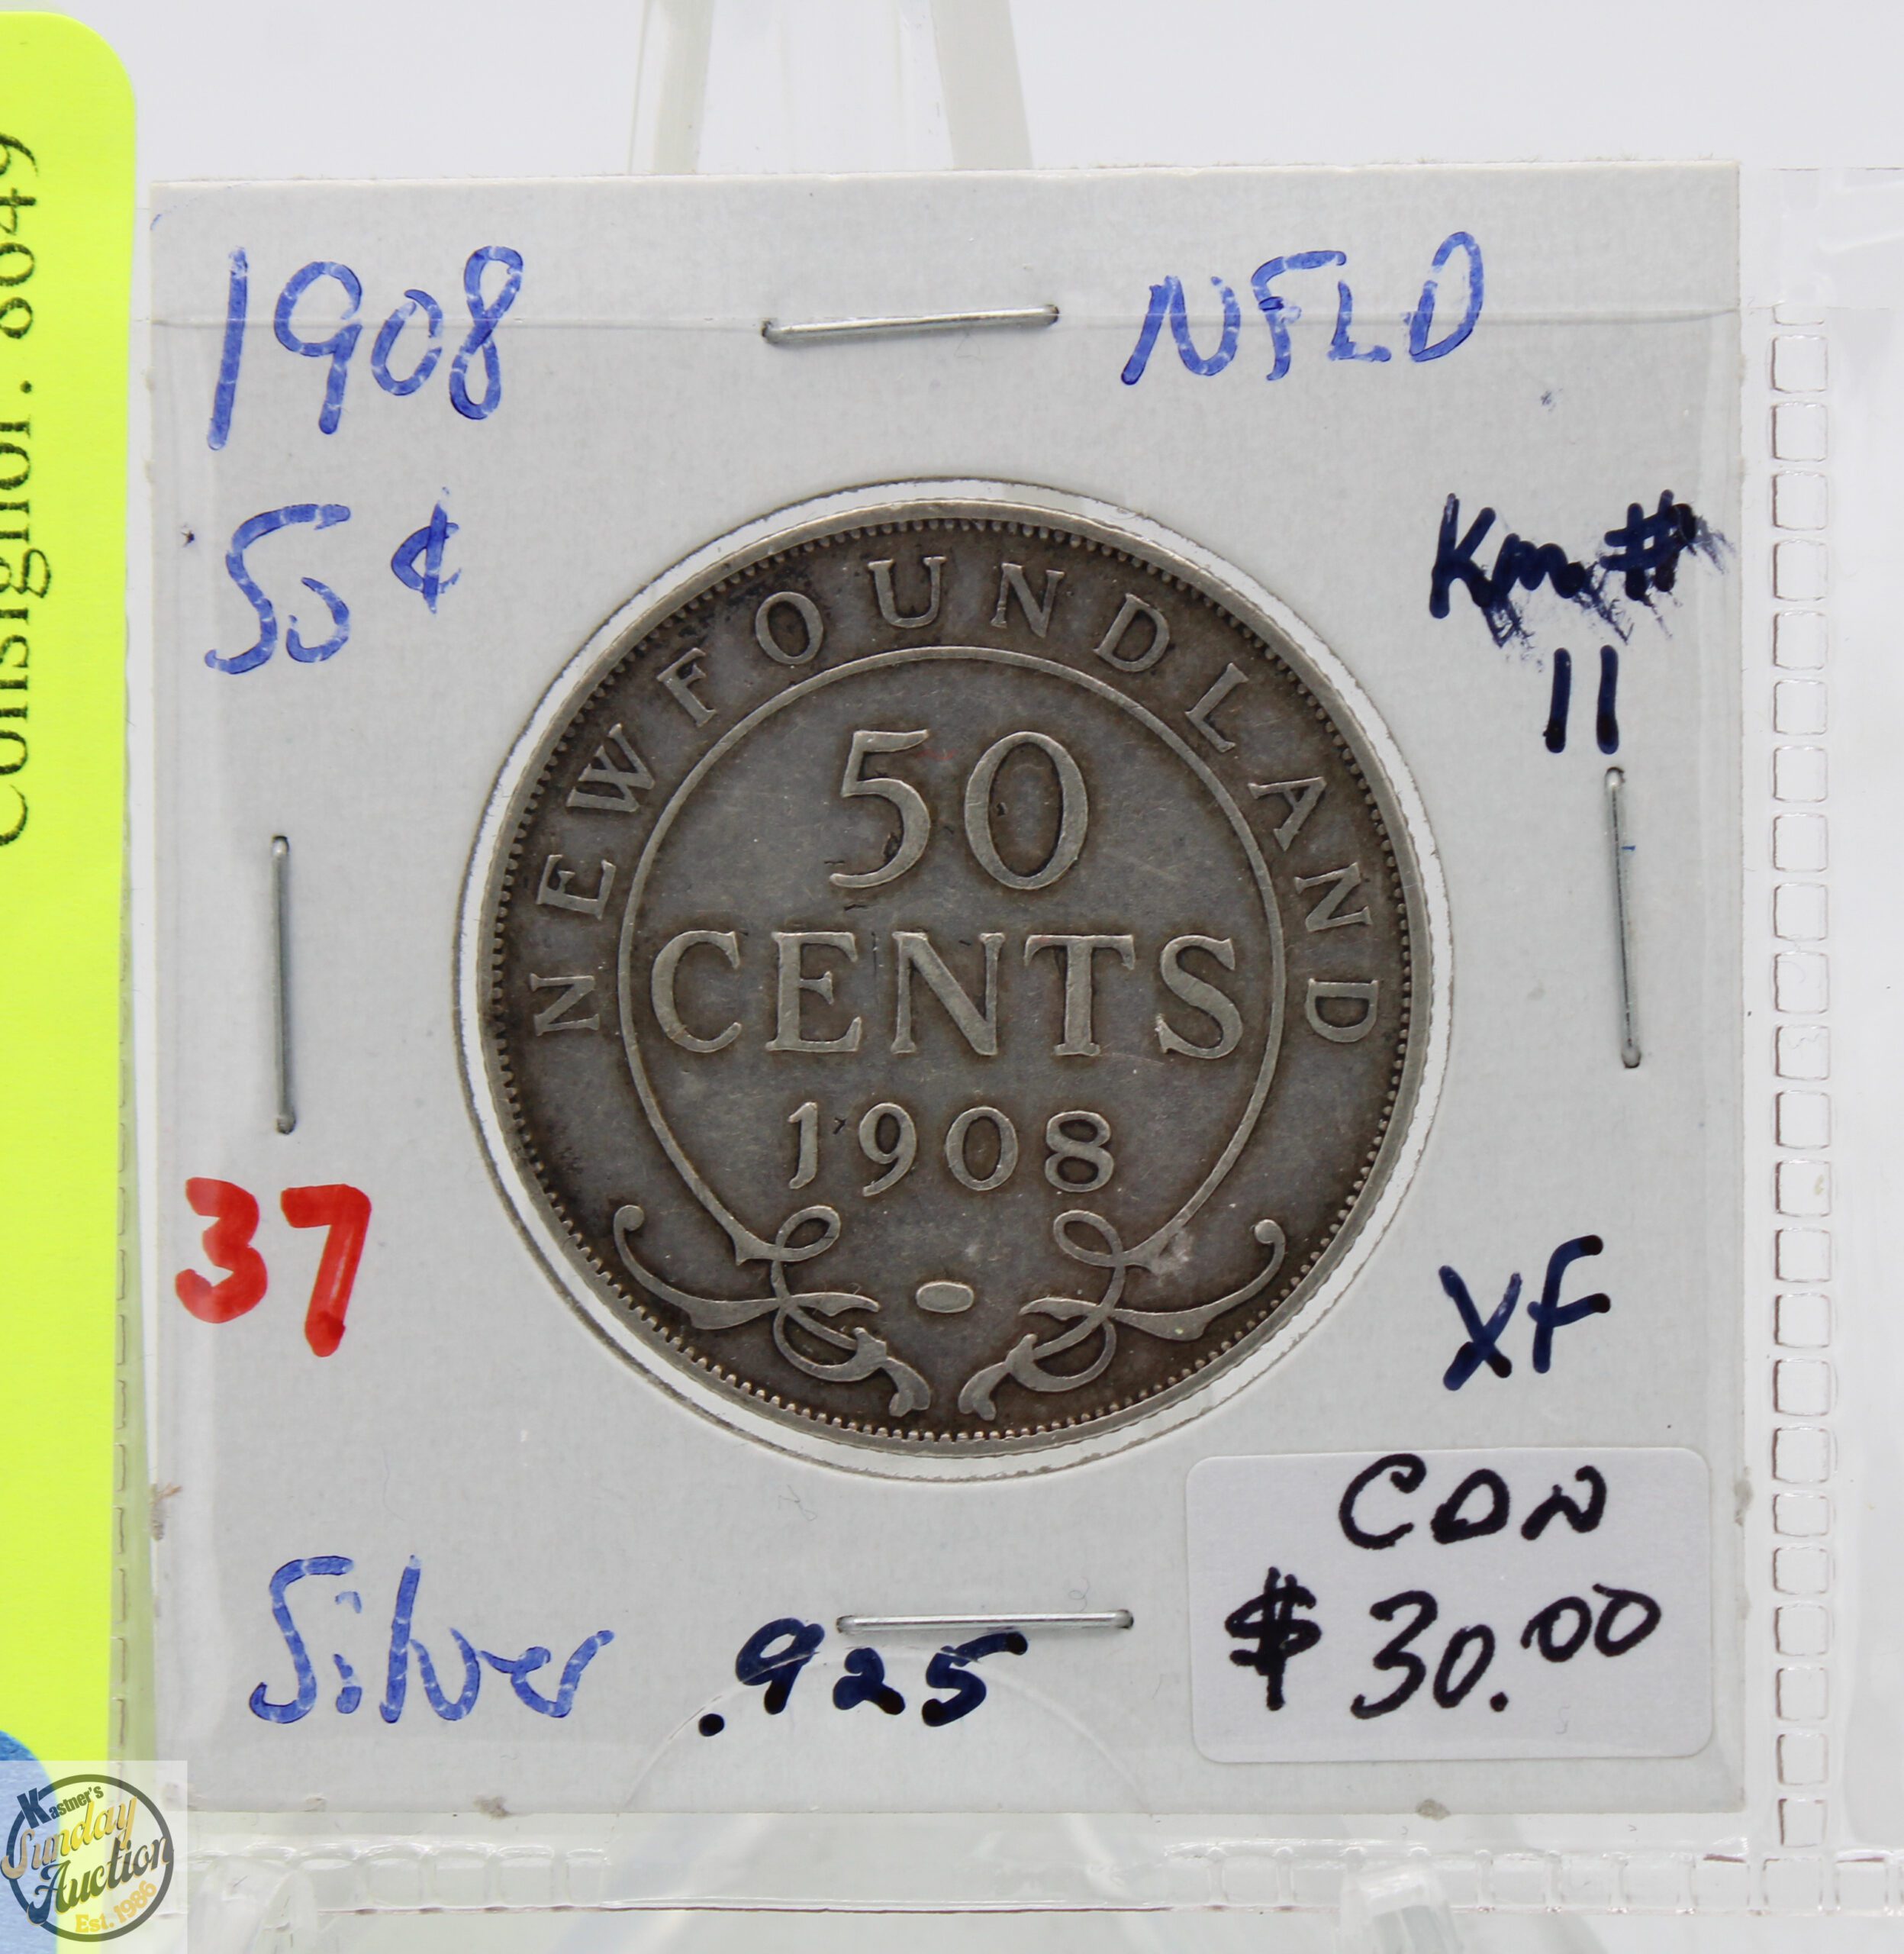 Consignor: 8049
1908
NFLD
50 ¢
Km #
11
NEWFOUNDLAND
50
CENTS
1908
37
XF
CDN
$ 30.00
Silver .925
Kastner's
Sunday
Auction
Est. 1986